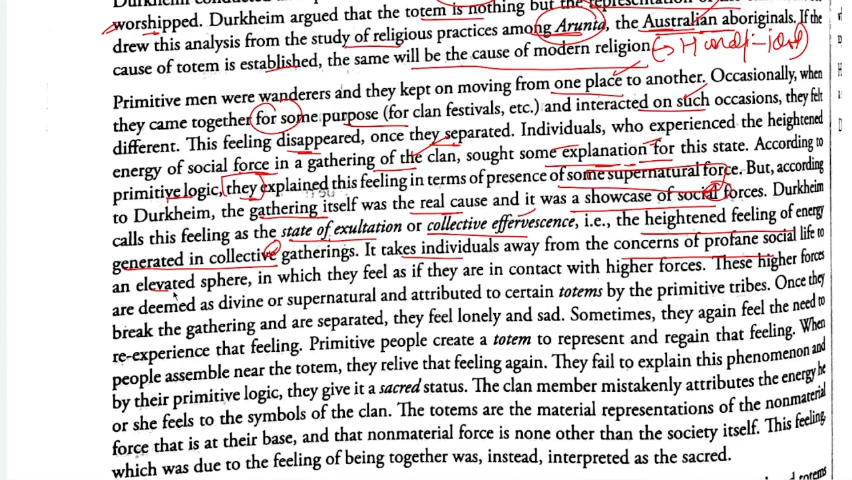 worshipped. Durkheim argued that the totem is nothing but the representation
drew this analysis from the study of religious practices among Arunta, the Australian aboriginals. If the
cause of totem is established, the same will be the cause of modern religion.
Primitive men were wanderers and they kept on moving from one place to another. Occasionally, when
they came together for some purpose (for clan festivals, etc.) and interacted on such occasions, they felt
different. This feeling disappeared, once they separated. Individuals, who experienced the heightened
energy of social force in a gathering of the clan, sought some explanation for this state. According to
primitive logic, they explained this feeling in terms of presence of some supernatural force. But, according
to Durkheim, the gathering itself was the real cause and it was a showcase of social forces. Durkheim
calls this feeling as the state of exultation or collective effervescence, i.e., the heightened feeling of energy
generated in collective gatherings. It takes individuals away from the concerns of profane social life to
an elevated sphere, in which they feel as if they are in contact with higher forces. These higher forces
are deemed as divine or supernatural and attributed to certain totems by the primitive tribes. Once they
break the gathering and are separated, they feel lonely and sad. Sometimes, they again feel the need to
re-experience that feeling. Primitive people create a totem to represent and regain that feeling. When
people assemble near the totem, they relive that feeling again. They fail to explain this phenomenon and
by their primitive logic, they give it a sacred status. The clan member mistakenly attributes the energy he
or she feels to the symbols of the clan. The totems are the material representations of the nonmaterial
force that is at their base, and that nonmaterial force is none other than the society itself. This feeling,
which was due to the feeling of being together was, instead, interpreted as the sacred.
totems